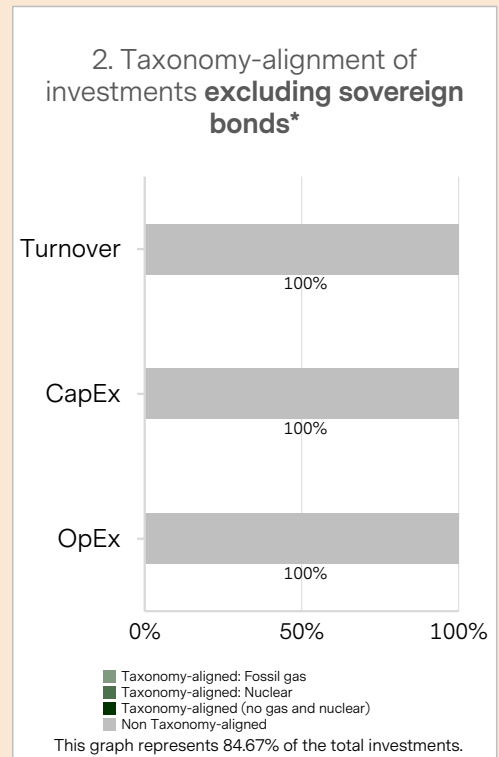 2. Taxonomy-alignment of
investments excluding sovereign
bonds*
Turnover
100%
CapEx
100%
OpEx
100%
0%
50%
100%
Taxonomy-aligned: Fossil gas
Taxonomy-aligned: Nuclear
Taxonomy-aligned (no gas and nuclear)
Non Taxonomy-aligned
This graph represents 84.67% of the total investments.